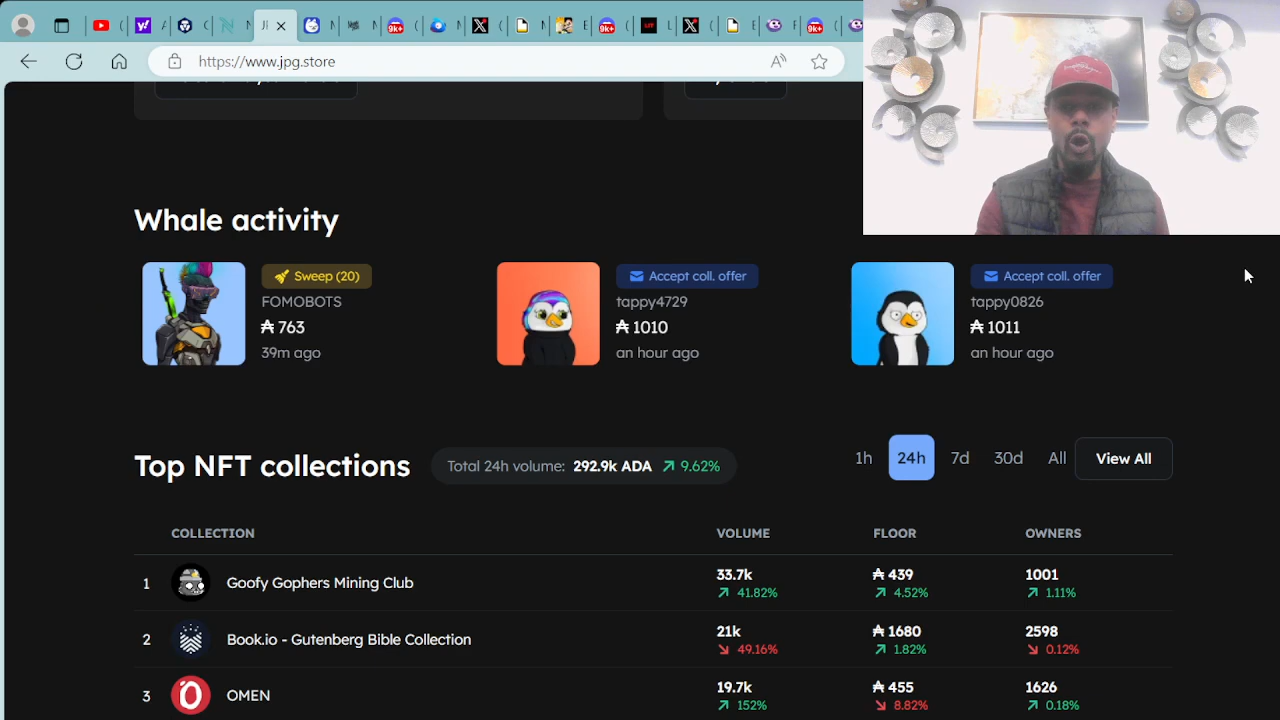 https://www.jpg.store
Whale activity
Sweep (20)
FOMOBOTS
₳ 763
39m ago
Accept coll. offer
tappy4729
₳ 1010
an hour ago
Accept coll. offer
tappy0826
₳ 1011
an hour ago
Top NFT collections
Total 24h volume: 292.9k ADA ↗ 9.62%
1h 24h 7d 30d All View All
COLLECTION VOLUME FLOOR OWNERS
1 Goofy Gophers Mining Club 33.7k ₳ 439 1001
↗ 41.82% ↗ 4.52% ↗ 1.11%
2 Book.io - Gutenberg Bible Collection 21k ₳ 1680 2598
↘ 49.16% ↗ 1.82% ↘ 0.12%
3 OMEN 19.7k ₳ 455 1626
↗ 152% ↘ 8.82% ↗ 0.18%